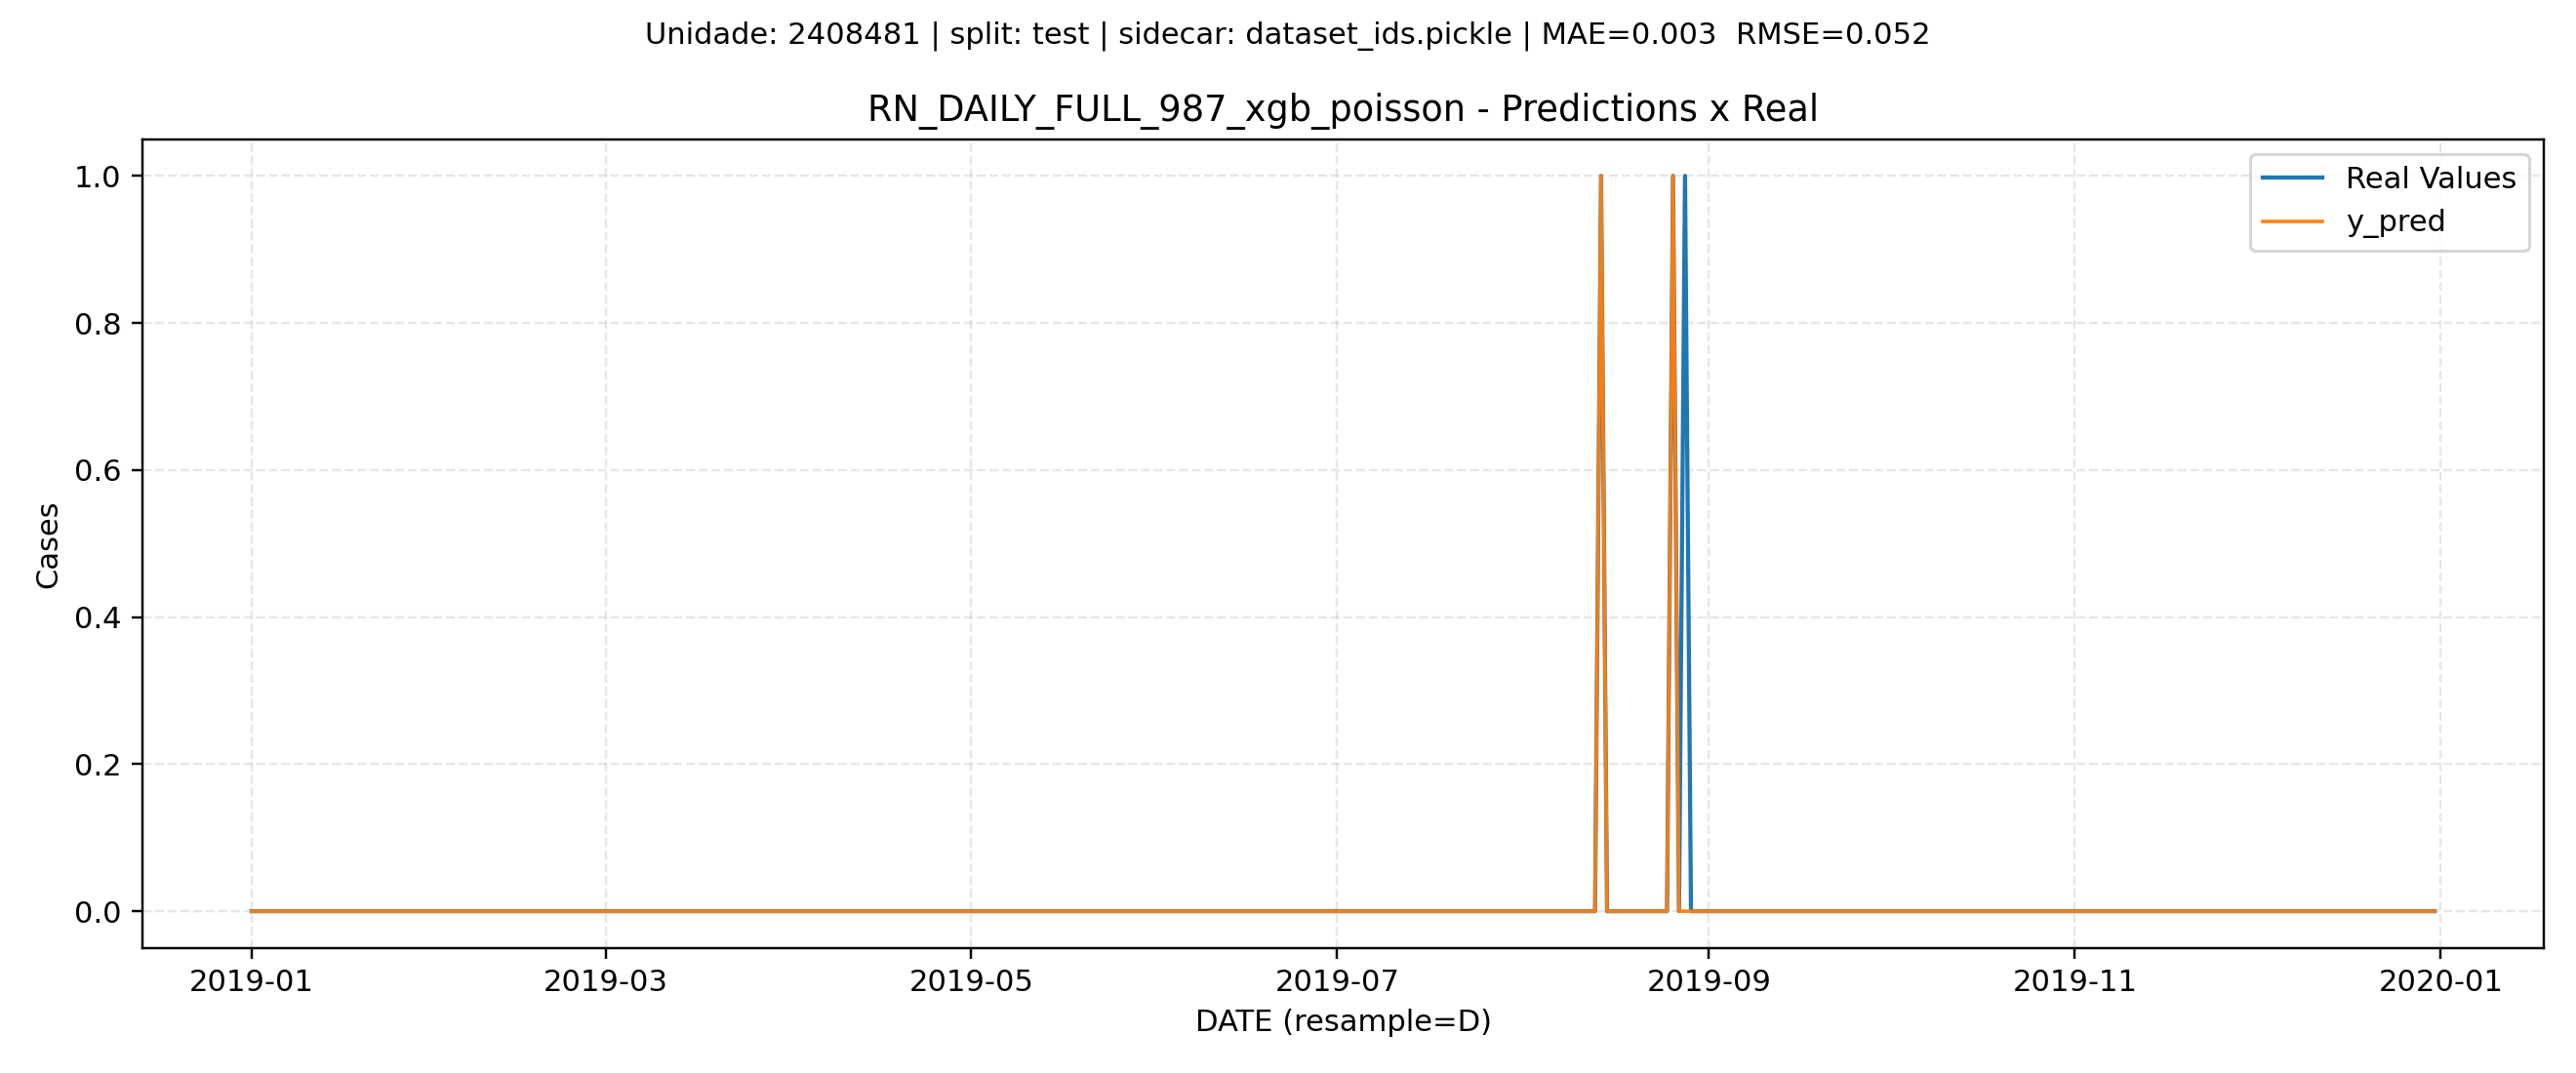 Unidade: 2408481 | split: test | sidecar: dataset_ids.pickle | MAE=0.003  RMSE=0.052
RN_DAILY_FULL_987_xgb_poisson - Predictions x Real
Real Values
y_pred
1.0
0.8
0.6
0.4
0.2
0.0
Cases
2019-01
2019-03
2019-05
2019-07
2019-09
2019-11
2020-01
DATE (resample=D)